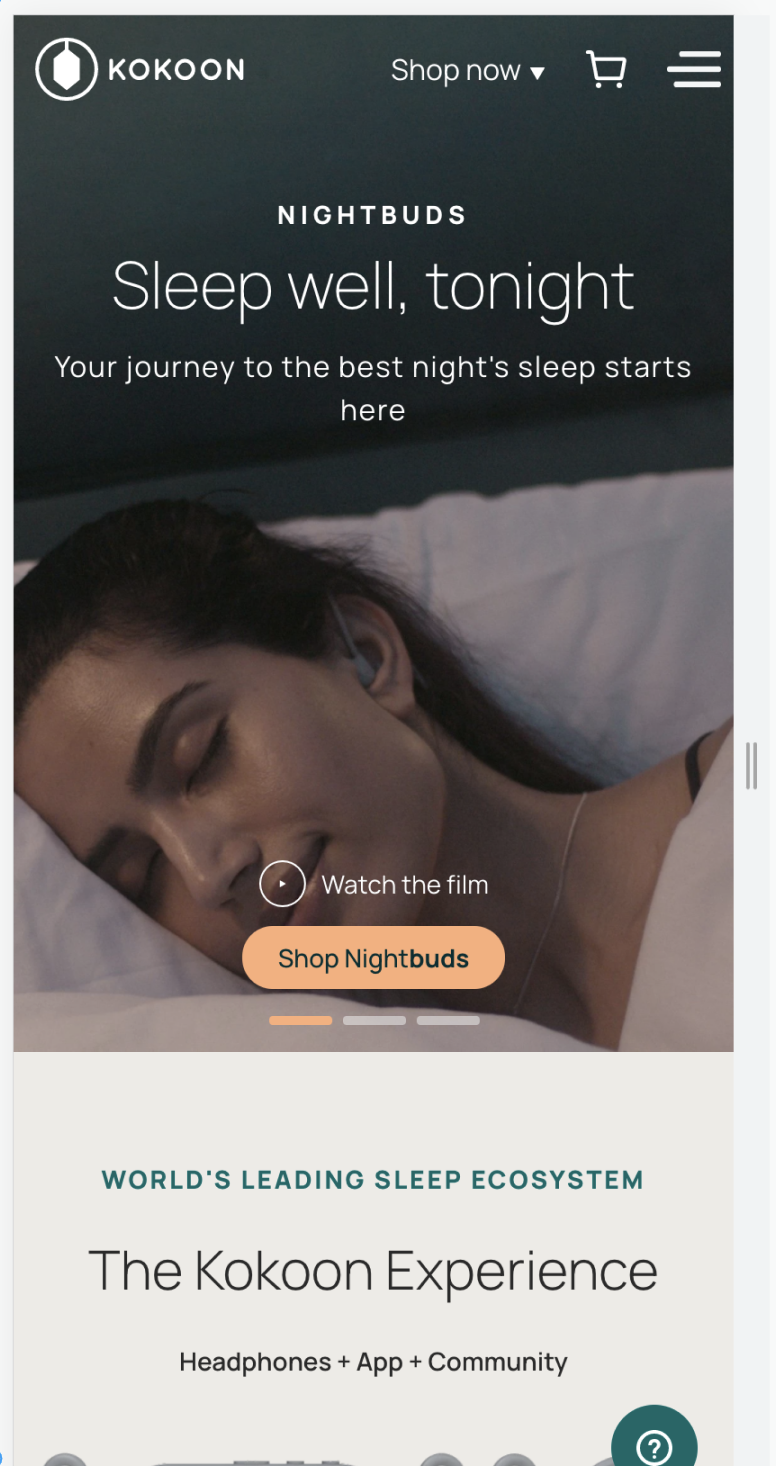 KOKOON
Shop now
NIGHTBUDS
Sleep well, tonight
Your journey to the best night's sleep starts
here
Watch the film
Shop Nightbuds
WORLD'S LEADING SLEEP ECOSYSTEM
The Kokoon Experience
Headphones + App + Community
?